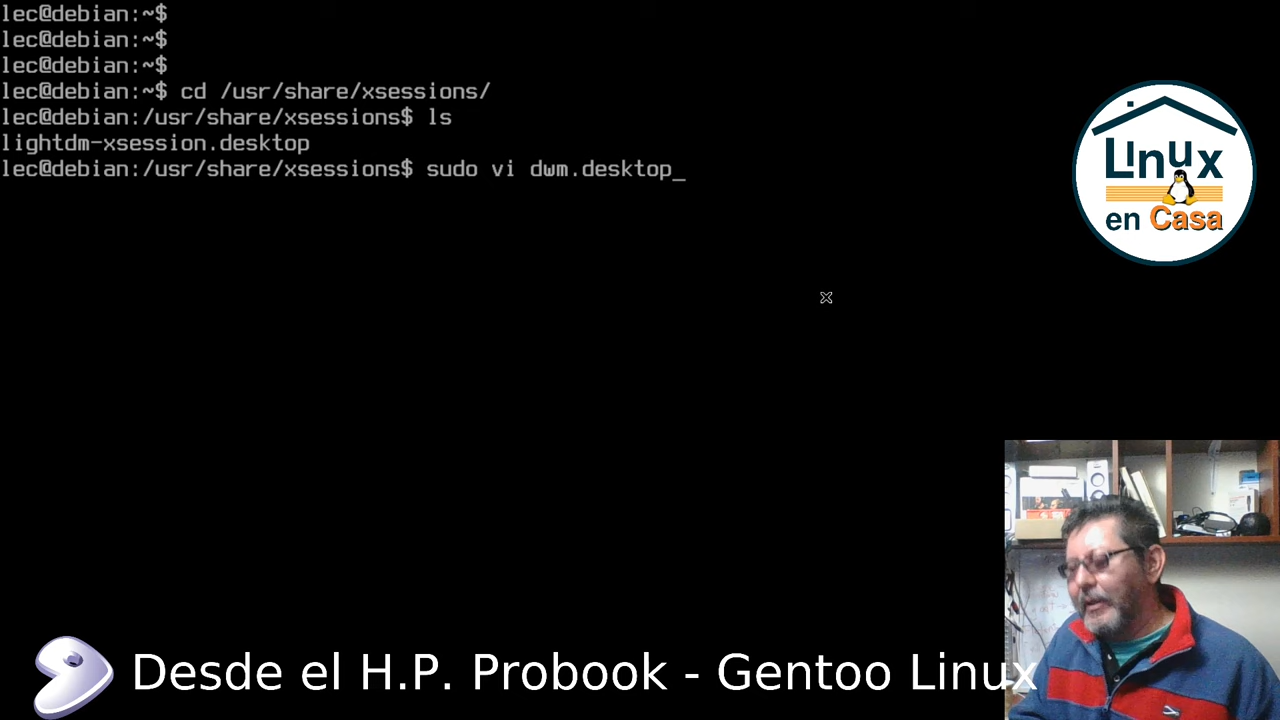 lec@debian:~$
lec@debian:~$
lec@debian:~$
lec@debian:~$ cd /usr/share/xsessions/
lec@debian:/usr/share/xsessions$ ls
lightdm-xsession.desktop
lec@debian:/usr/share/xsessions$ sudo vi dwm.desktop_
Linux
en Casa
Desde el H.P. Probook - Gentoo Linux